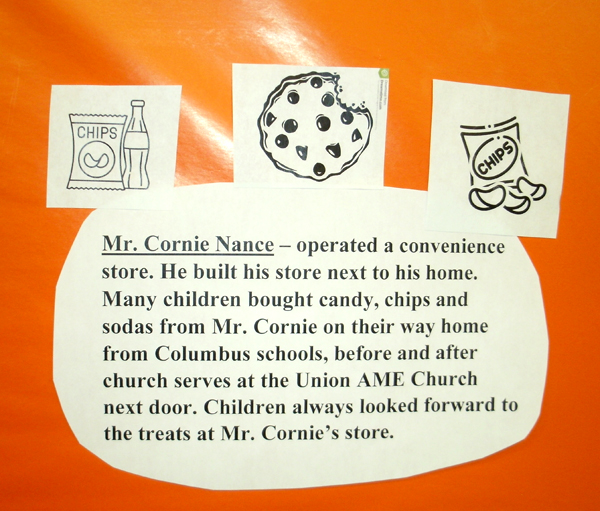 CHIPS
CHIPS
Mr. Cornie Nance – operated a convenience
store. He built his store next to his home.
Many children bought candy, chips and
sodas from Mr. Cornie on their way home
from Columbus schools, before and after
church serves at the Union AME Church
next door. Children always looked forward to
the treats at Mr. Cornie's store.